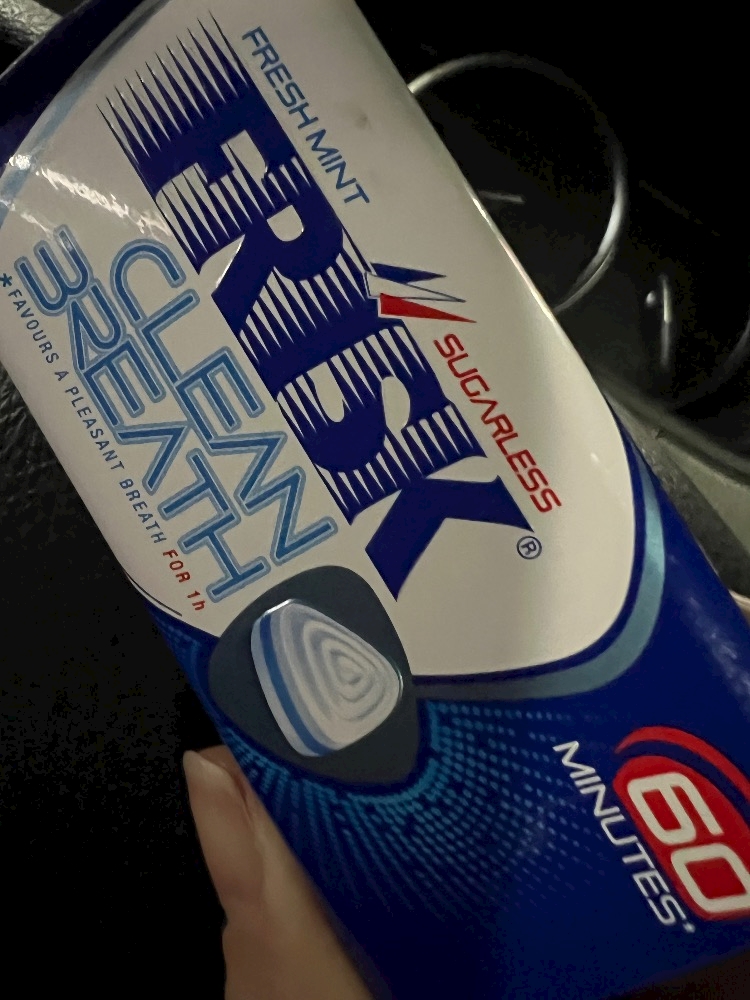 FRESH MINT
FRISK®
SUGARLESS
CLEAN
BREATH
*FAVOURS A PLEASANT BREATH FOR 1h
60
MINUTES'